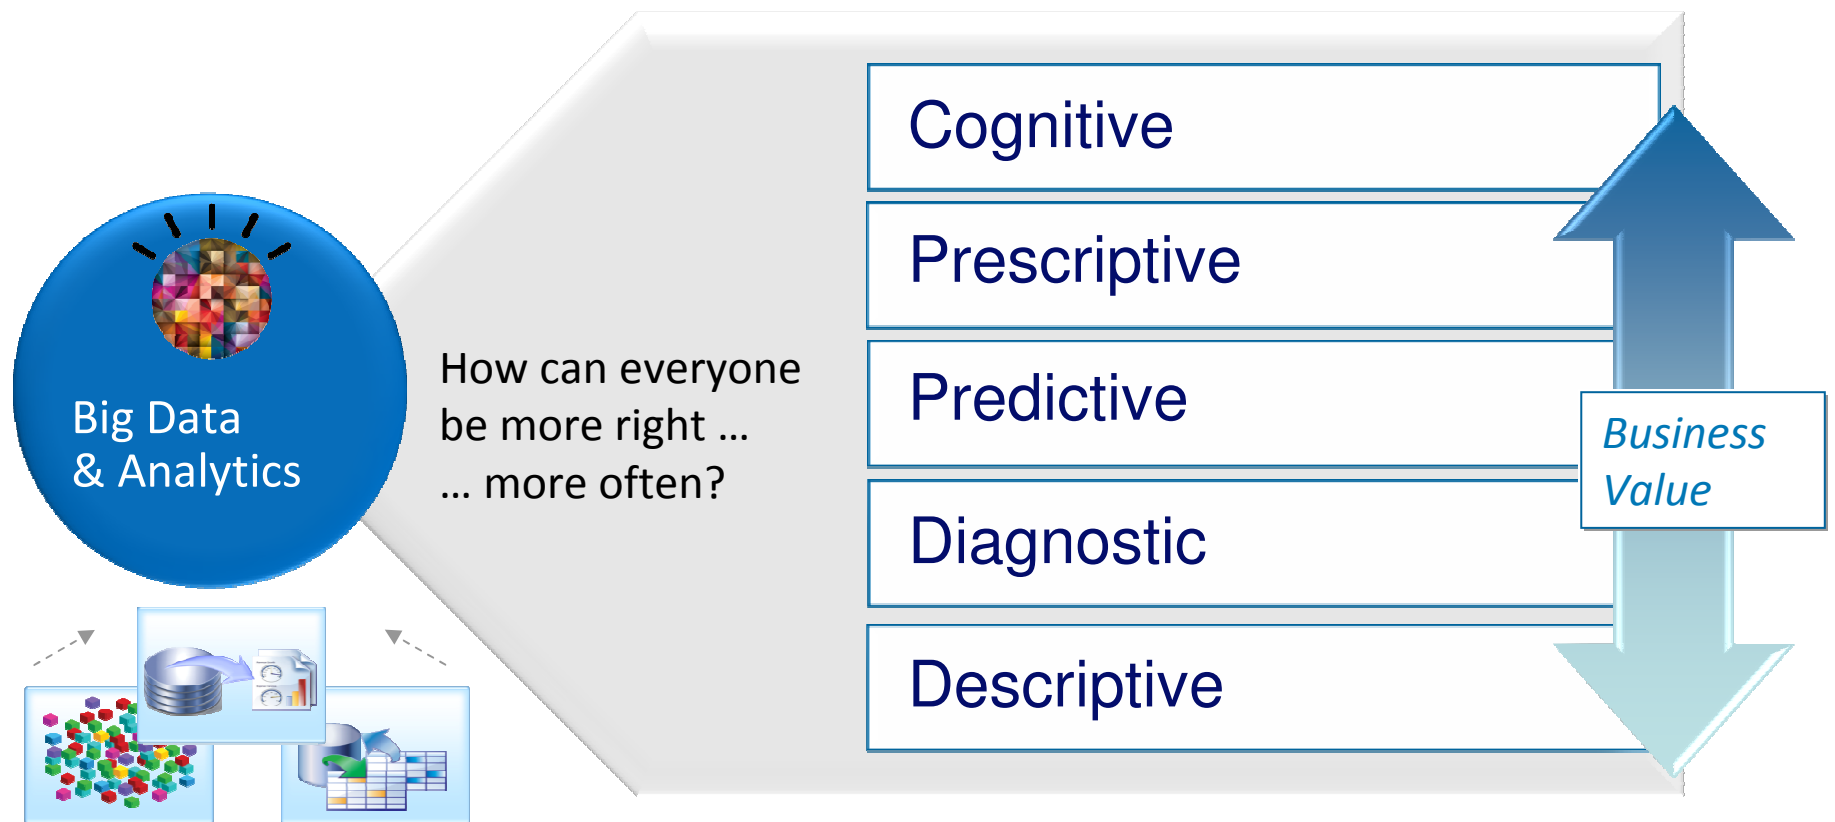 Big Data
& Analytics
How can everyone
be more right ...
... more often?
Cognitive
Prescriptive
Predictive
Diagnostic
Descriptive
Business
Value